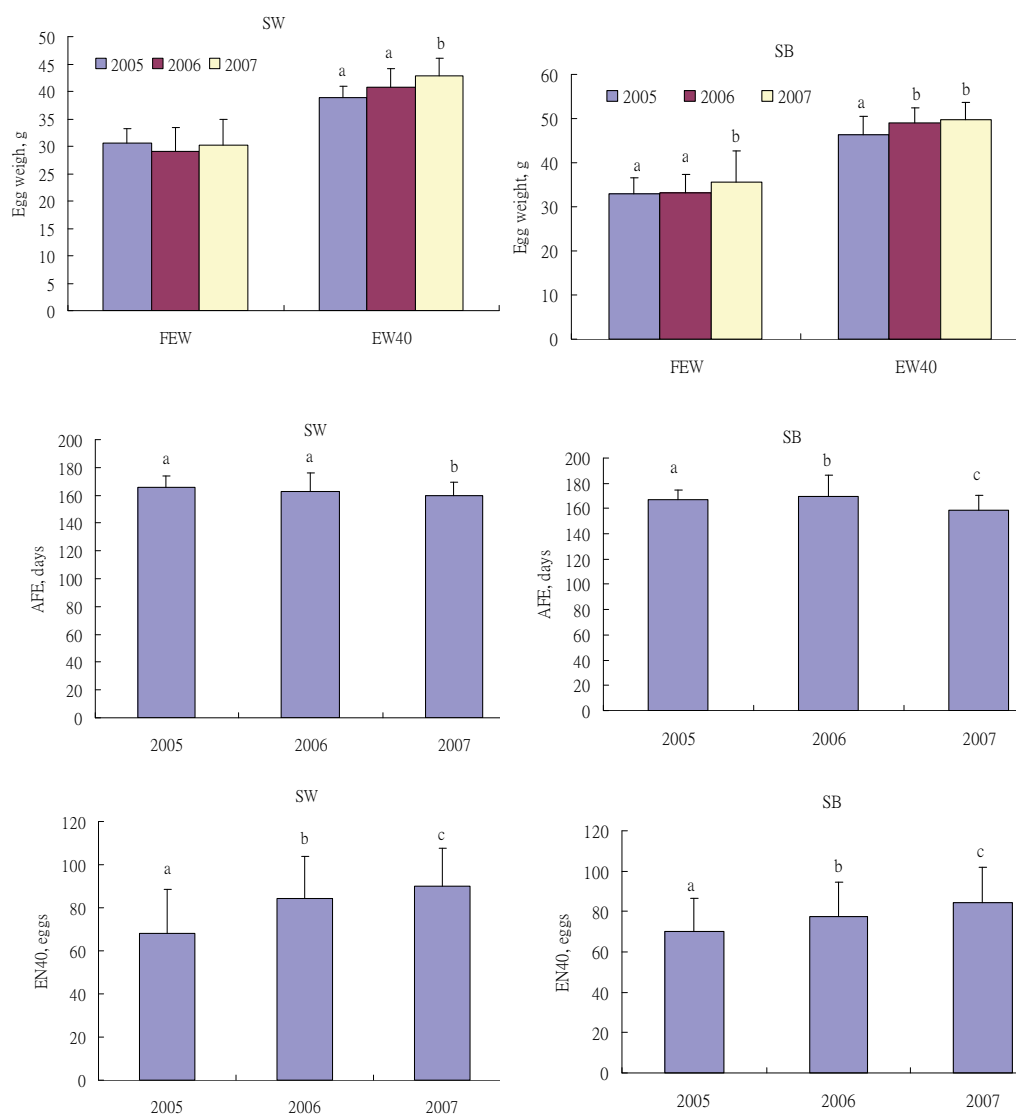 SW
50
45
40
35
30
25
20
15
10
5
0
Egg weigh, g
2005 2006 2007
a a b
FEW EW40
SB
60
50
40
30
20
10
0
Egg weight, g
2005 2006 2007
a a b a b b
FEW EW40
SW
200
180
160
140
120
100
80
60
40
20
0
AFE, days
a a b
2005 2006 2007
SB
200
180
160
140
120
100
80
60
40
20
0
AFE, days
a b c
2005 2006 2007
SW
120
100
80
60
40
20
0
EN40, eggs
a b c
2005 2006 2007
SB
120
100
80
60
40
20
0
EN40, eggs
a b c
2005 2006 2007